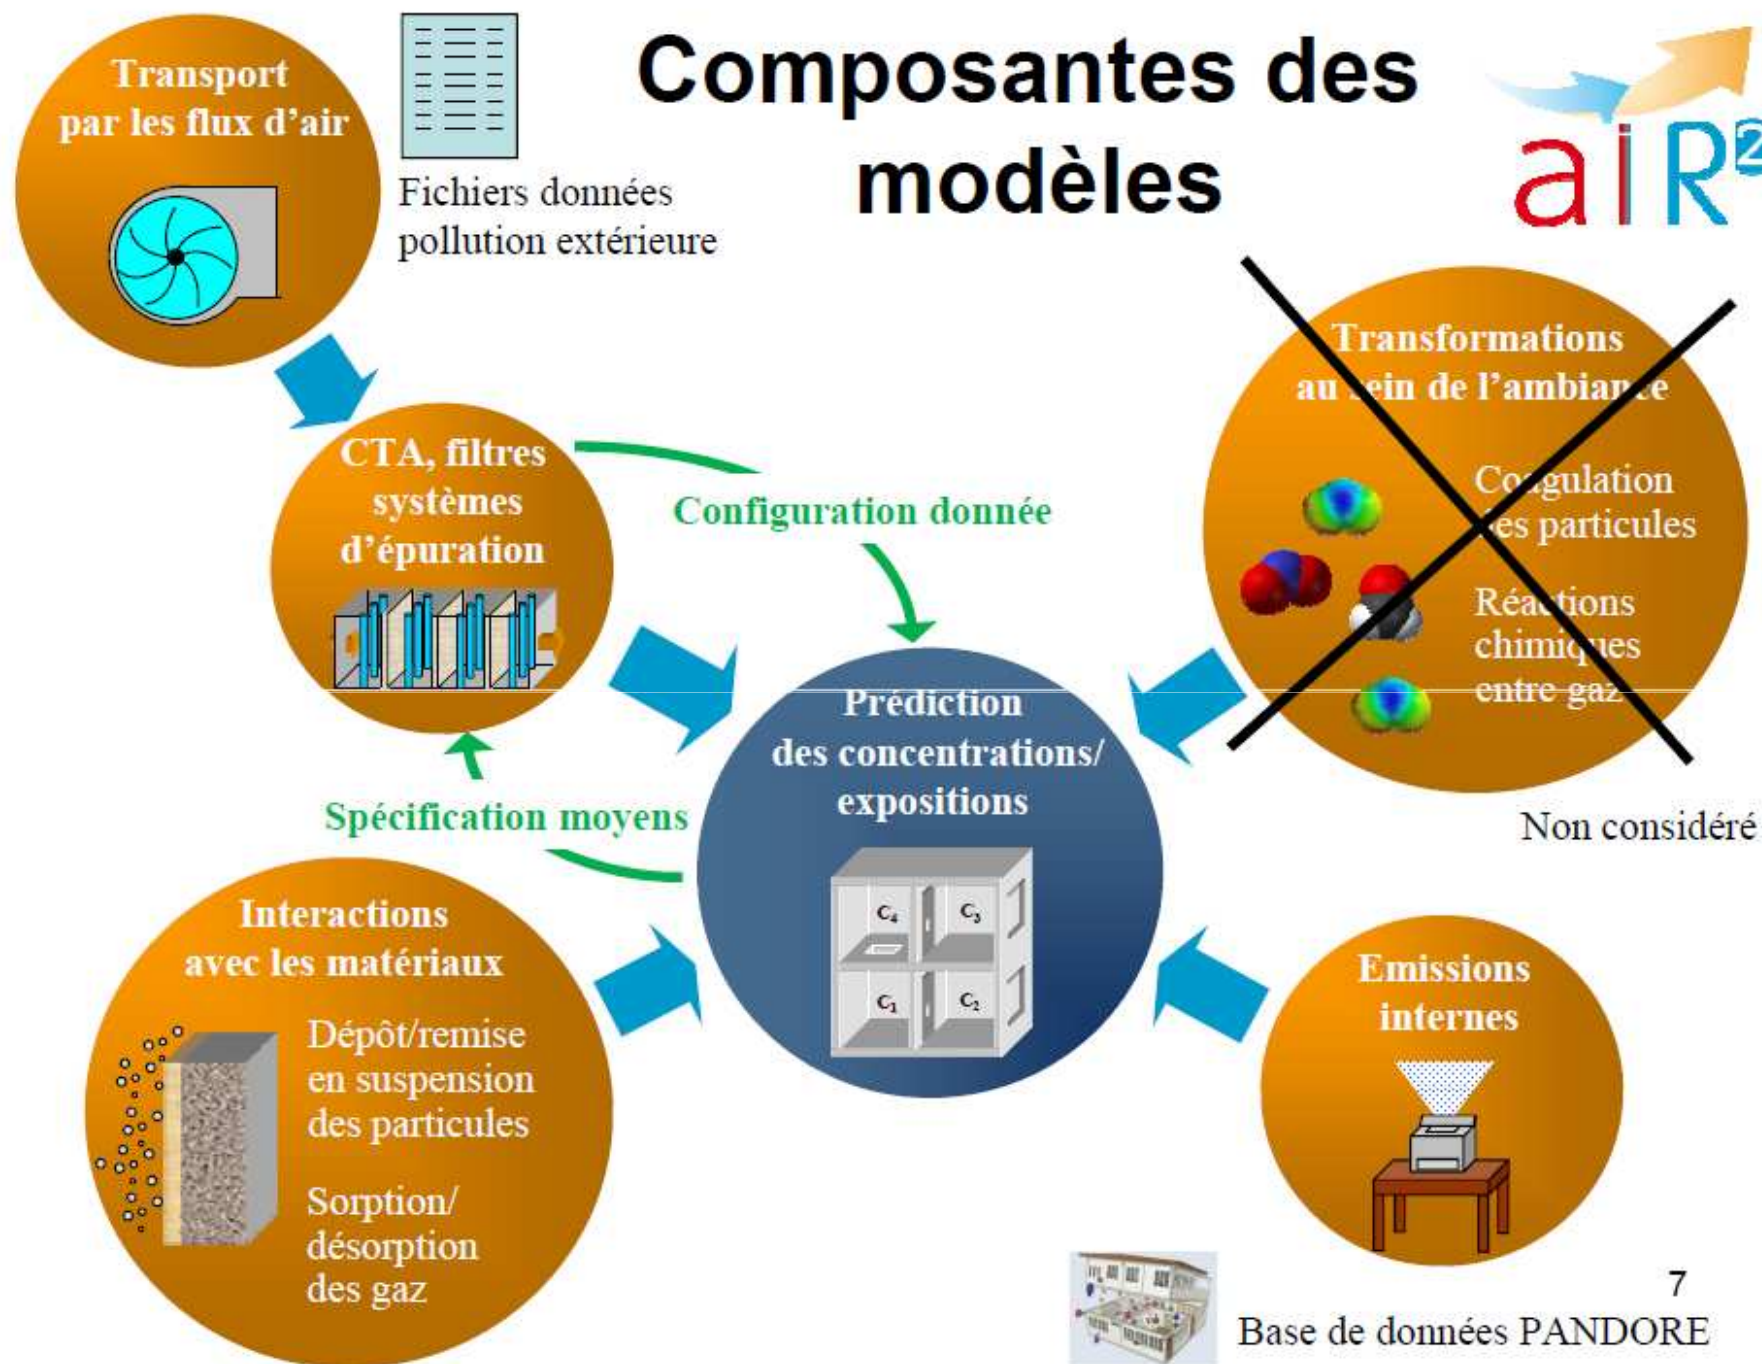 Composantes des
modèles
aiR²
Transport
par les flux d'air
Fichiers données
pollution extérieure
CTA, filtres
systèmes
d'épuration
Configuration donnée
Transformations
au sein de l'ambiance
Coagulation
des particules
Réactions
chimiques
entre gaz
Non considéré
Prédiction
des concentrations/
expositions
C₄
C₃
C₁
C₂
Spécification moyens
Interactions
avec les matériaux
Dépôt/remise
en suspension
des particules
Sorption/
désorption
des gaz
Emissions
internes
Base de données PANDORE
7